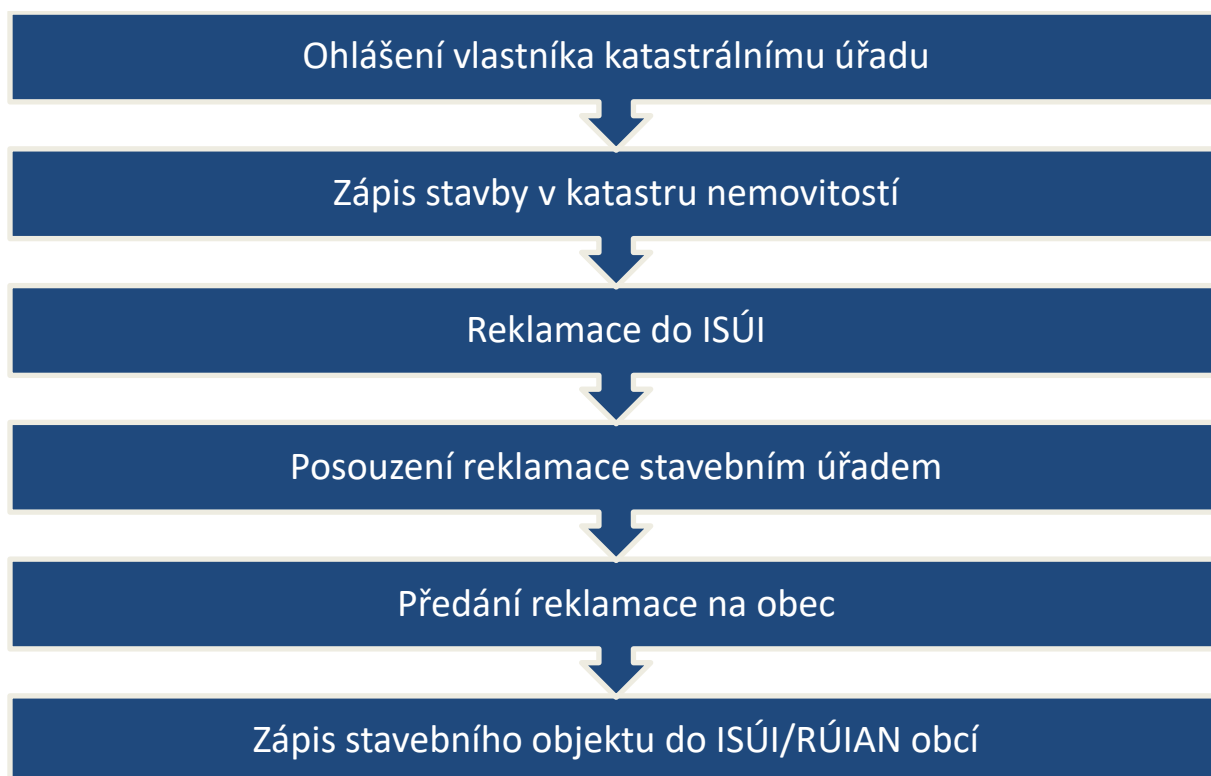 Ohlášení vlastníka katastrálnímu úřadu
Zápis stavby v katastru nemovitostí
Reklamace do ISÚI
Posouzení reklamace stavebním úřadem
Předání reklamace na obec
Zápis stavebního objektu do ISÚI/RÚIAN obcí